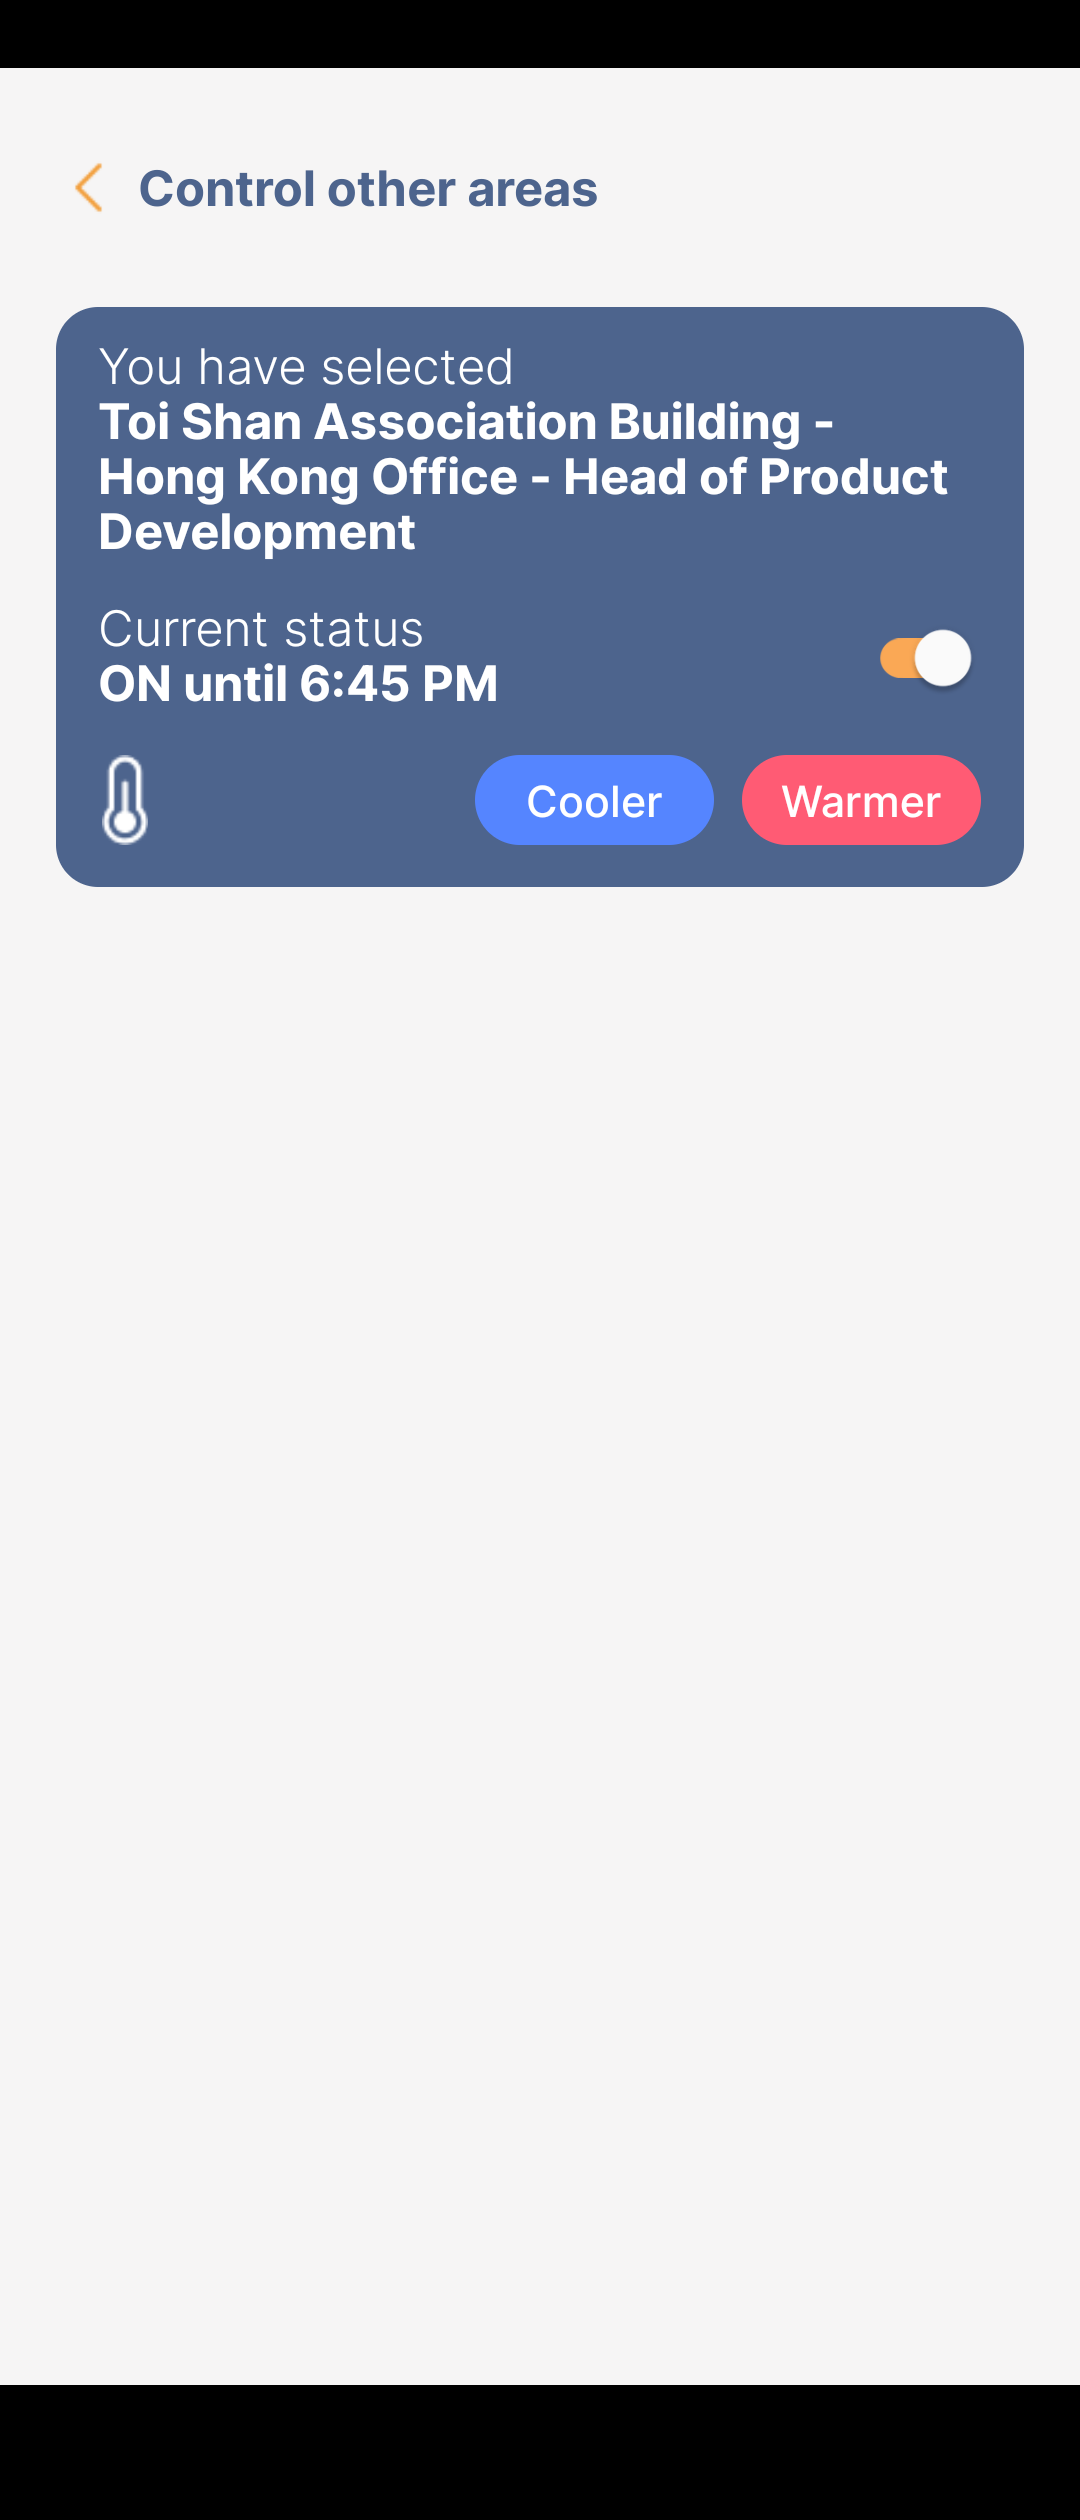 Control other areas
You have selected
Toi Shan Association Building -
Hong Kong Office - Head of Product
Development
Current status
ON until 6:45 PM
Cooler
Warmer